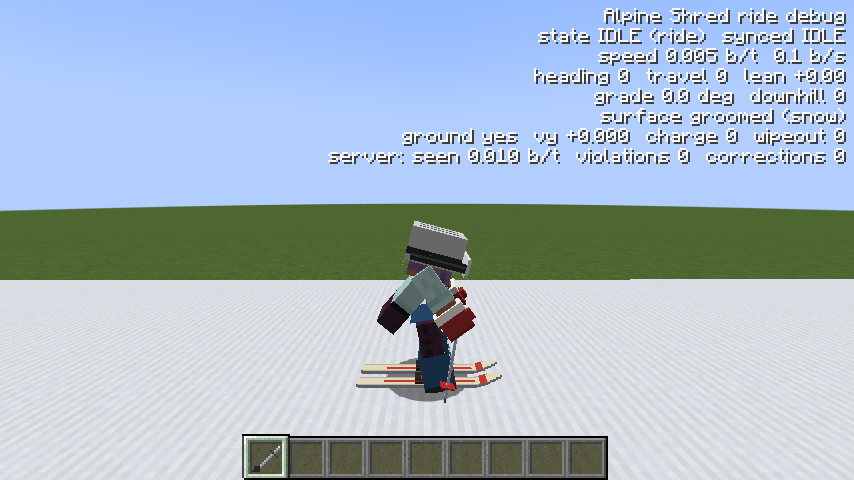 Alpine Shred ride debug
state IDLE (ride) synced IDLE
speed 0.005 b/t 0.1 b/s
heading 0 travel 0 lean +0.00
grade 0.0 deg downhill 0
surface groomed (snow)
ground yes vy +0.000 charge 0 wipeout 0
server: seen 0.010 b/t violations 0 corrections 0